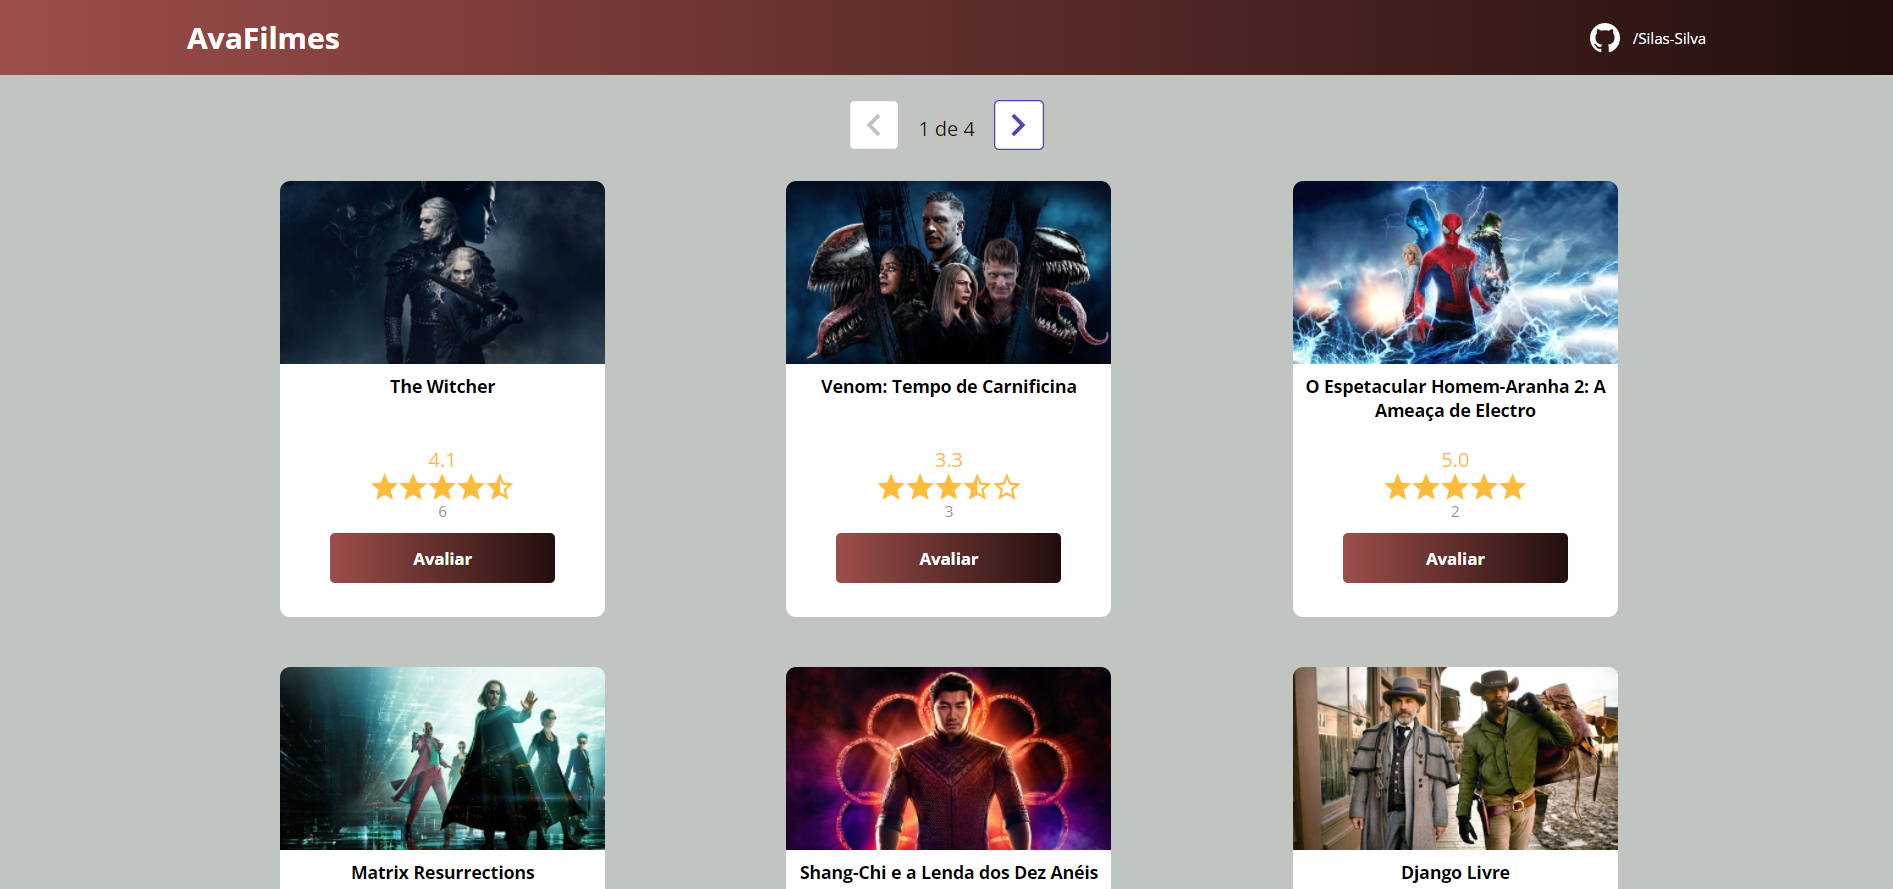 AvaFilmes
/Silas-Silva
1 de 4
The Witcher
4.1
6
Avaliar
Venom: Tempo de Carnificina
3.3
3
Avaliar
O Espetacular Homem-Aranha 2: A
Ameaça de Electro
5.0
2
Avaliar
Matrix Resurrections
Shang-Chi e a Lenda dos Dez Anéis
Django Livre